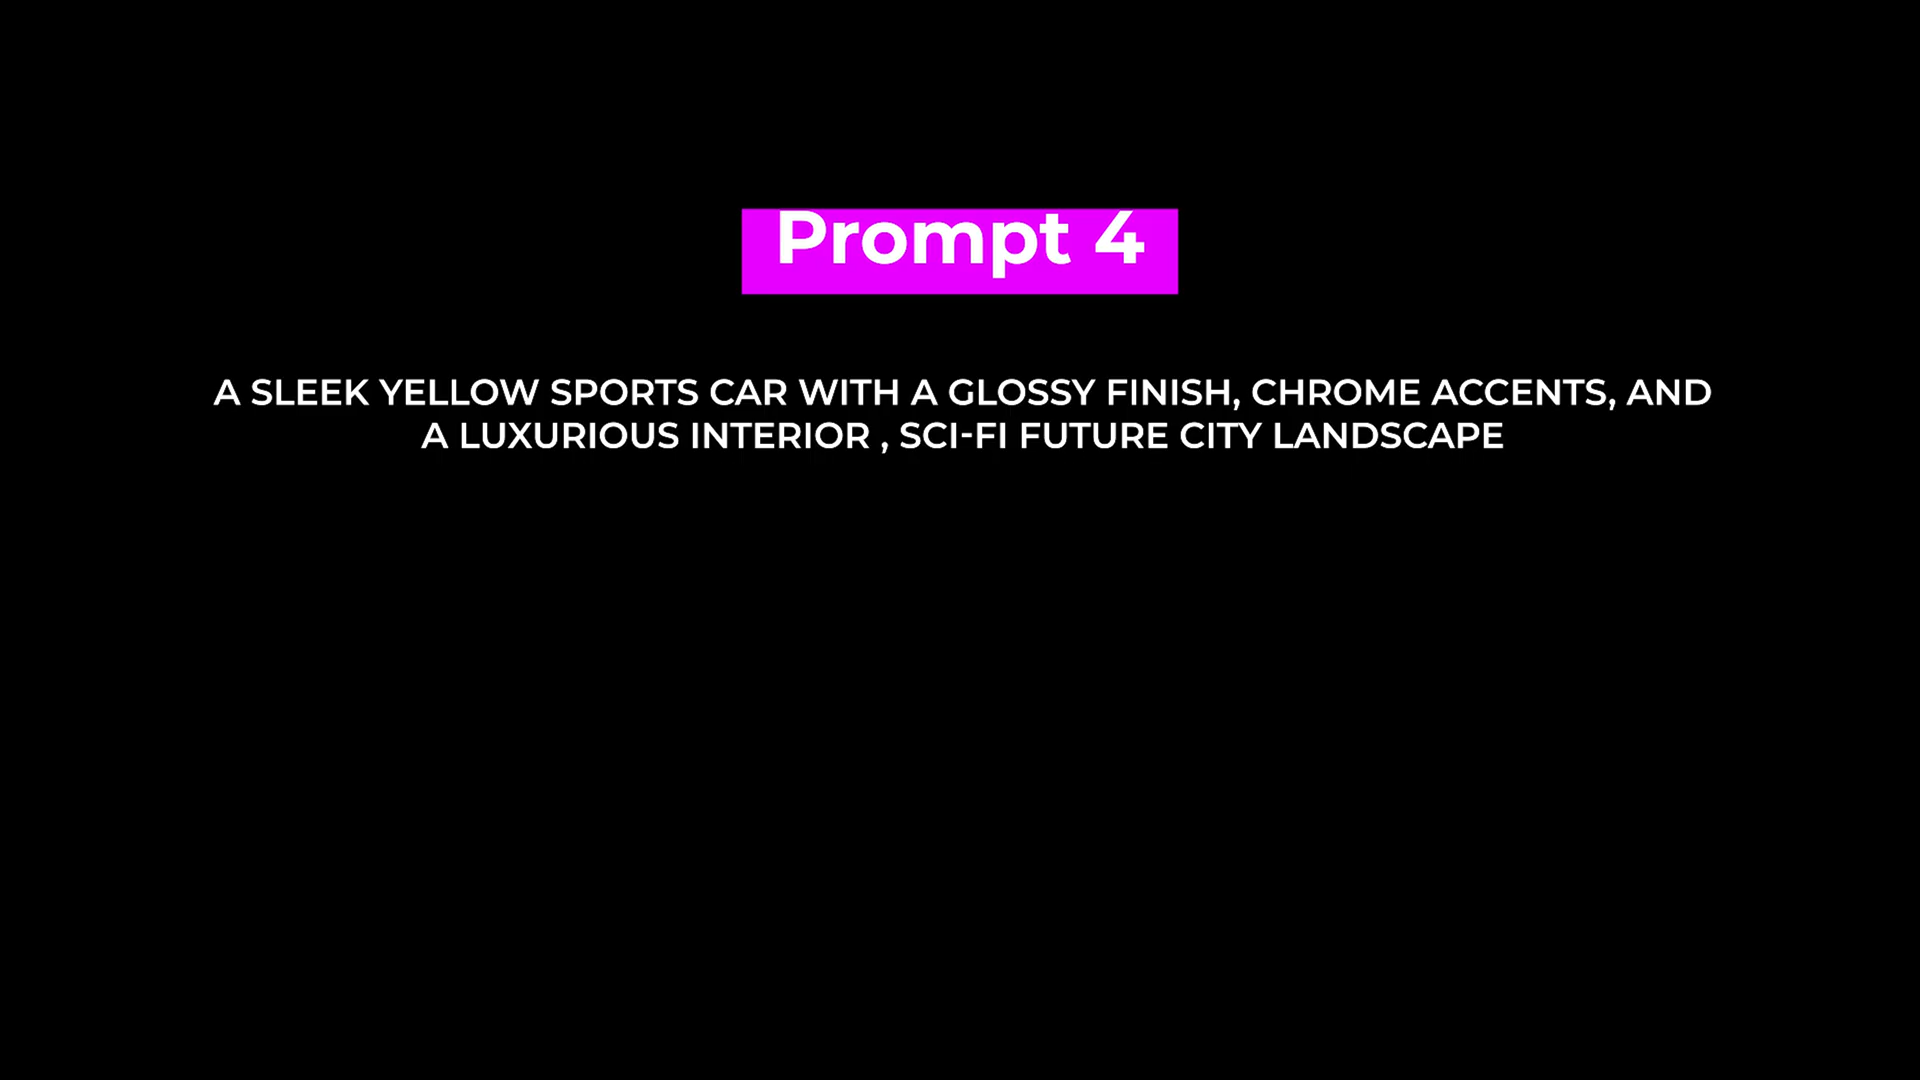 Prompt 4
A SLEEK YELLOW SPORTS CAR WITH A GLOSSY FINISH, CHROME ACCENTS, AND
A LUXURIOUS INTERIOR , SCI-FI FUTURE CITY LANDSCAPE